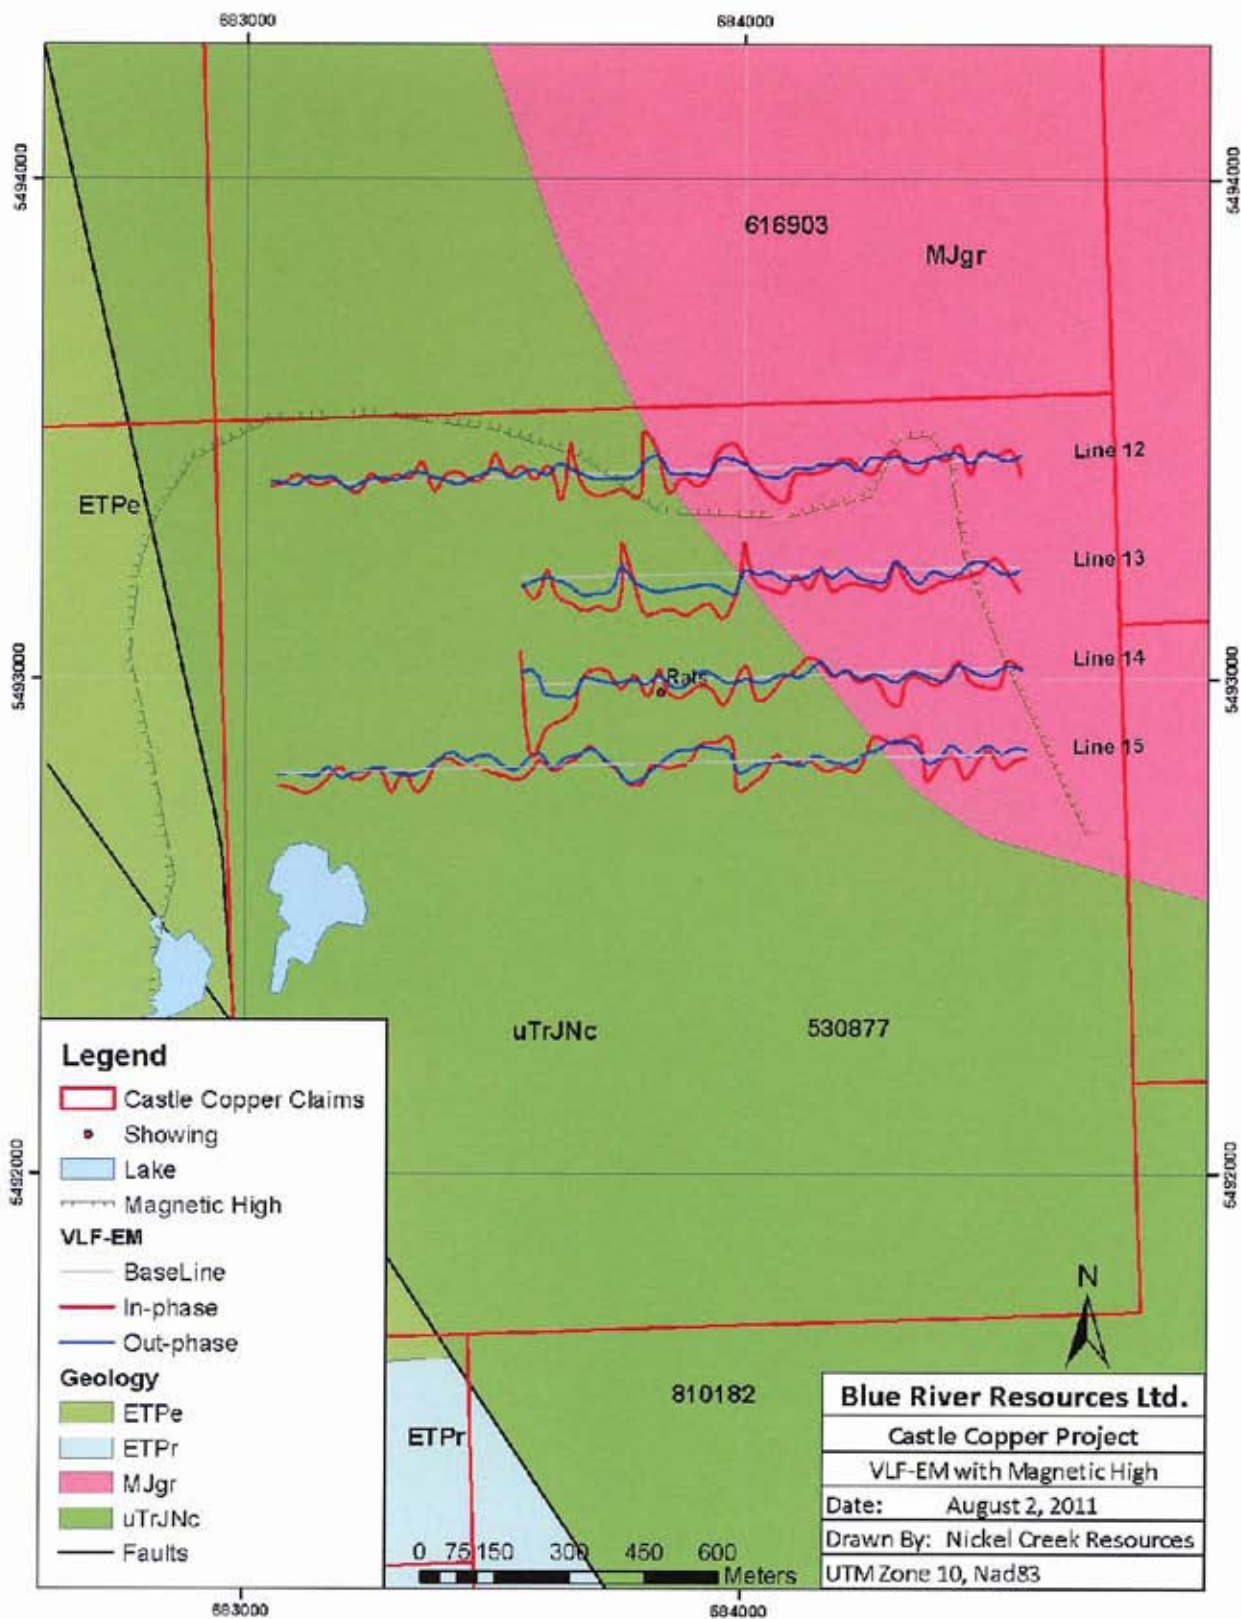 683000
684000
5494000
5494000
616903
MJgr
Line 12
ETPe
Line 13
Line 14
5493000
5493000
Rats
Line 15
uTrJNc
530877
Legend
Castle Copper Claims
Showing
Lake
Magnetic High
VLF-EM
BaseLine
In-phase
Out-phase
Geology
ETPe
ETPr
MJgr
uTrJNc
Faults
5492000
5492000
N
810182
ETPr
0 75 150 300 450 600
Meters
Blue River Resources Ltd.
Castle Copper Project
VLF-EM with Magnetic High
Date: August 2, 2011
Drawn By: Nickel Creek Resources
UTM Zone 10, Nad83
683000
684000